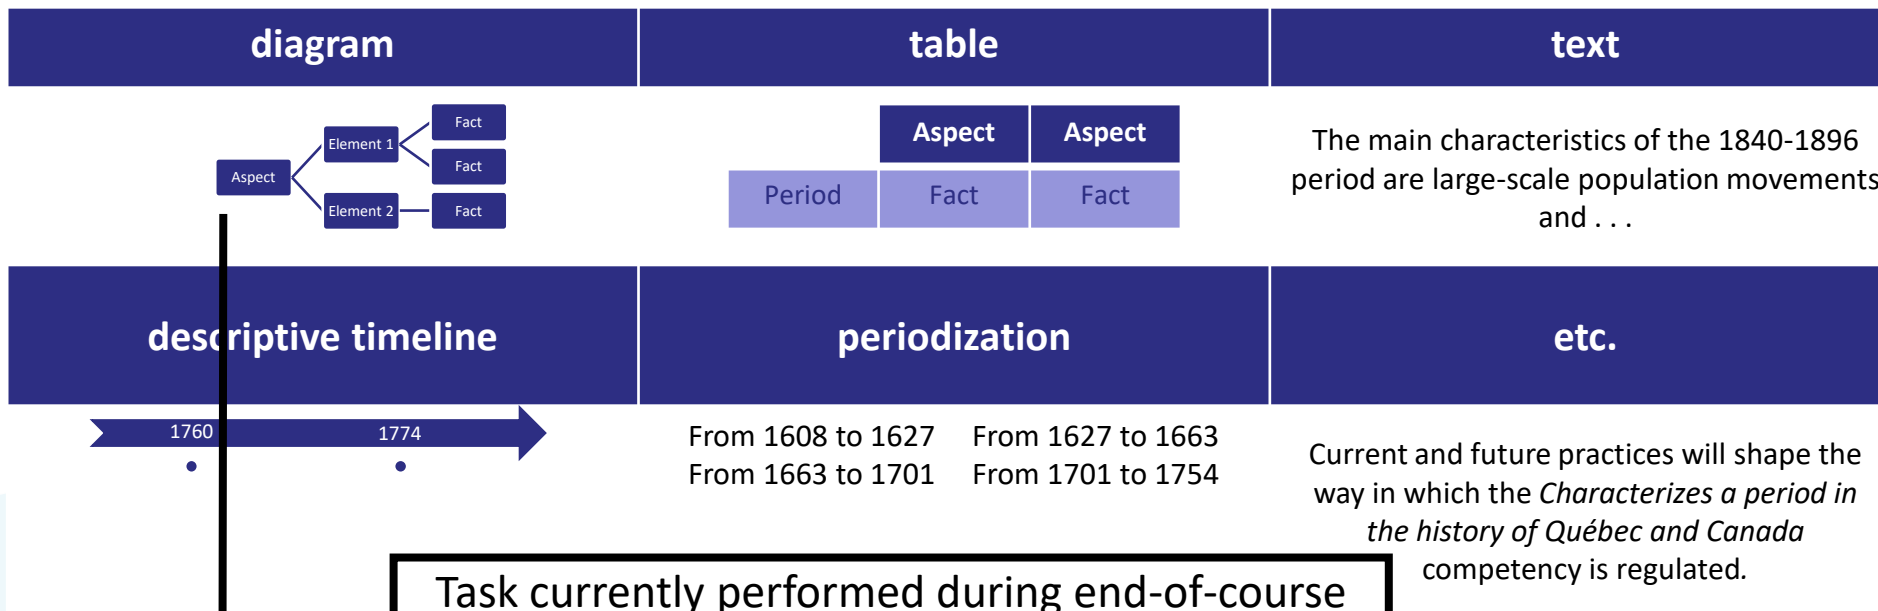 diagram
table
text
Aspect
Element 1
Element 2
Fact
Fact
Fact
Aspect Aspect
Period Fact Fact
The main characteristics of the 1840-1896
period are large-scale population movements
and . . .
descriptive timeline
periodization
etc.
1760 1774
From 1608 to 1627 From 1627 to 1663
From 1663 to 1701 From 1701 to 1754
Current and future practices will shape the
way in which the Characterizes a period in
the history of Québec and Canada
competency is regulated.
Task currently performed during end-of-course